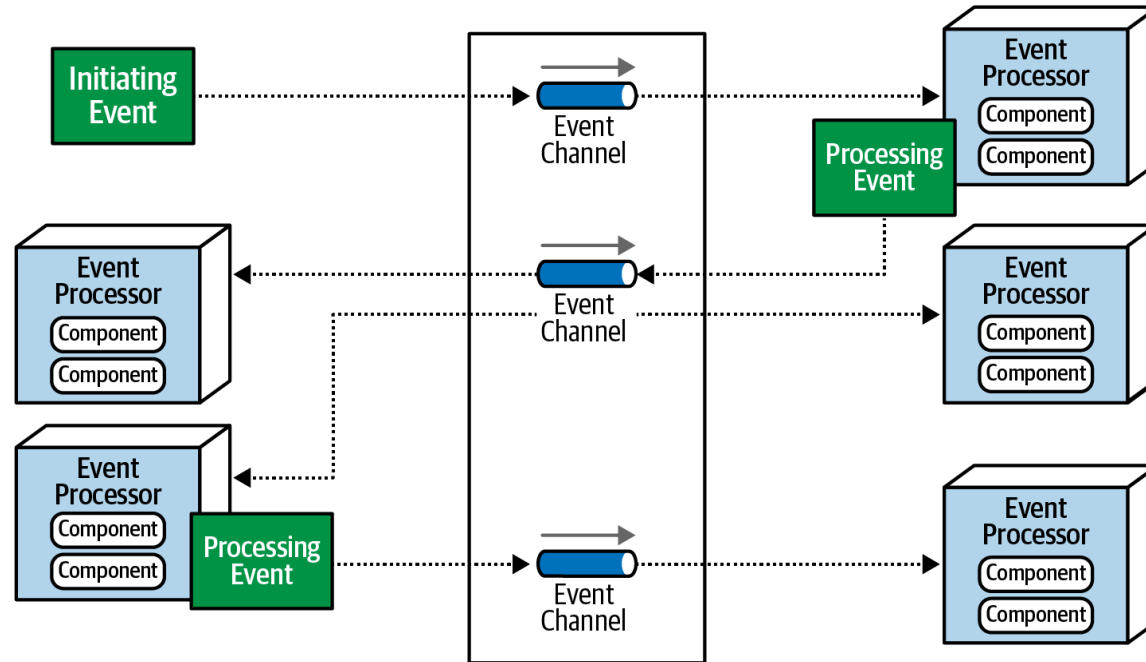 Initiating
Event
Event
Channel
Event
Processor
Component
Component
Processing
Event
Event
Processor
Component
Component
Event
Channel
Event
Processor
Component
Component
Event
Processor
Component
Component
Processing
Event
Event
Channel
Event
Processor
Component
Component